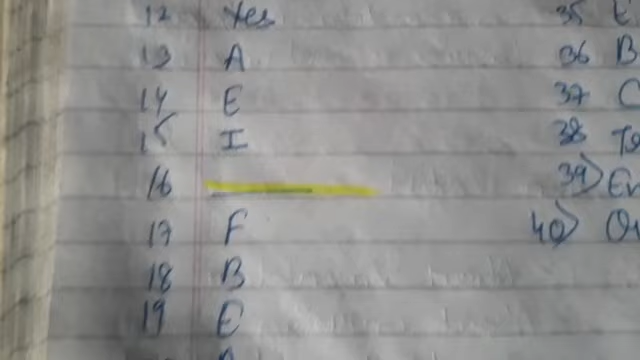 12 Yes 35
13 A 36 B
14 E 37 C
15 I 38
16 39)
17 F 40)
18 B
19 E